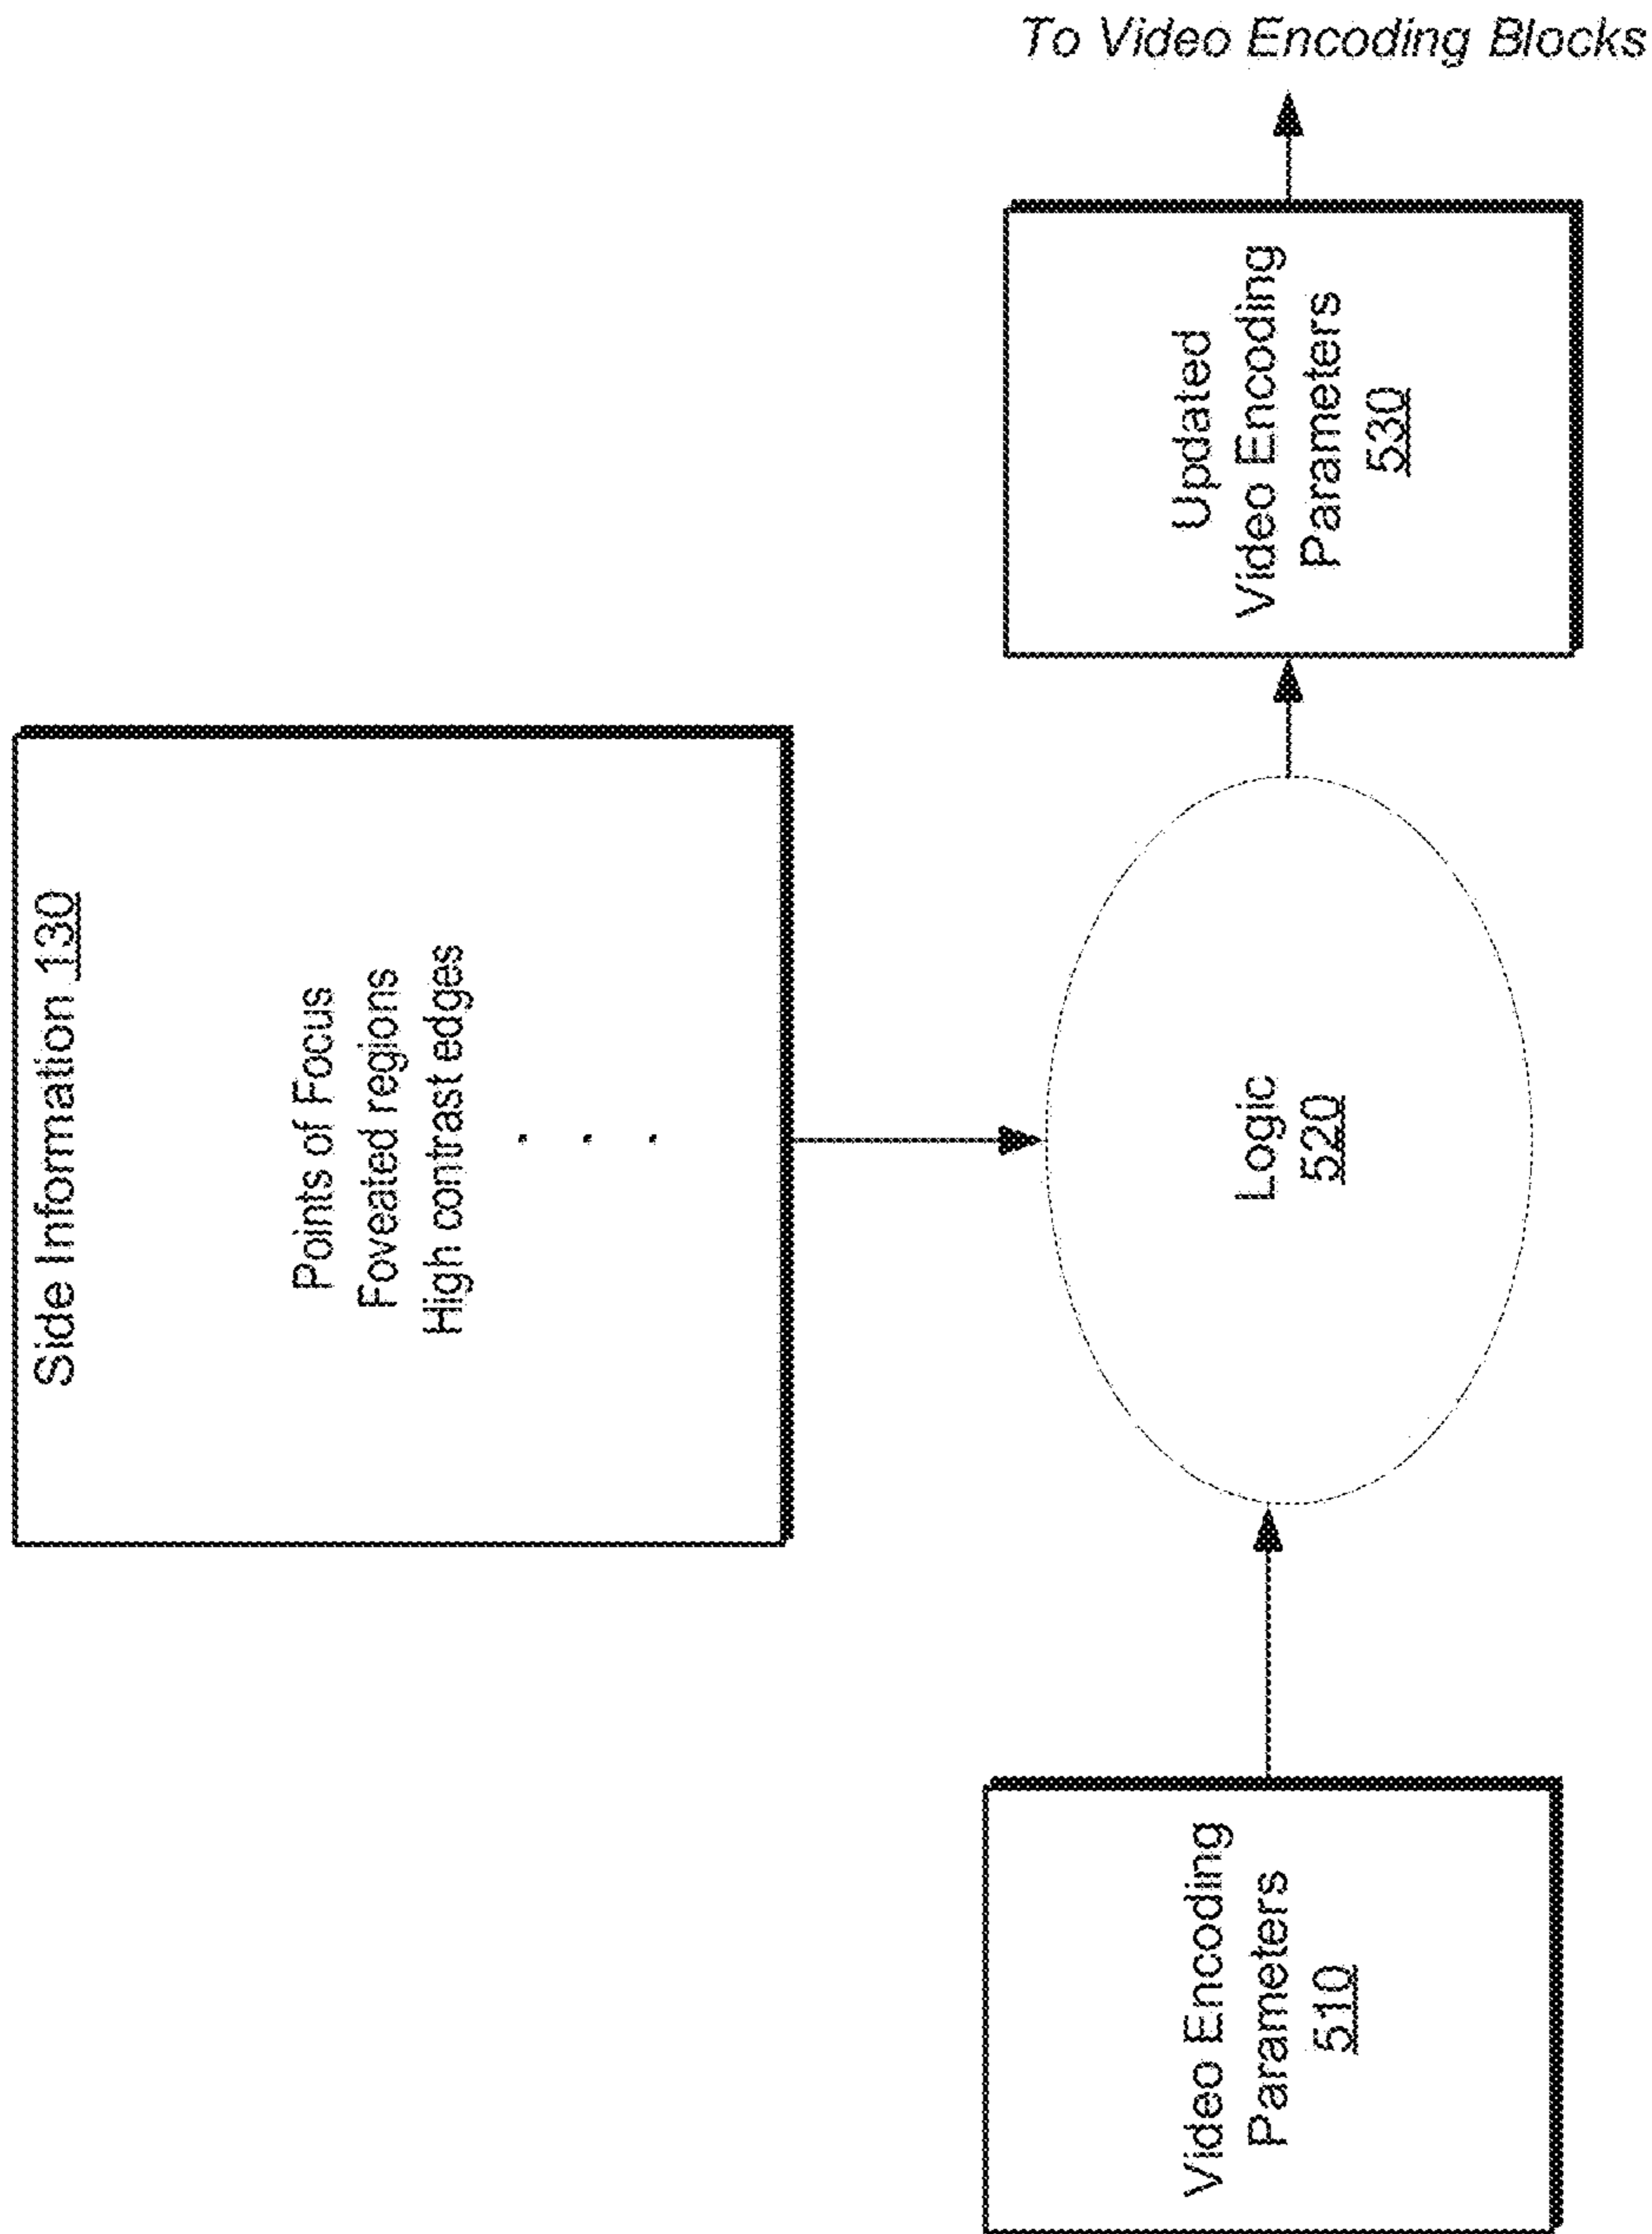 Side Information 130
Points of Focus
Foveated regions
High contrast edges
. . .
Video Encoding
Parameters
510
Logic
520
Updated
Video Encoding
Parameters
530
To Video Encoding Blocks